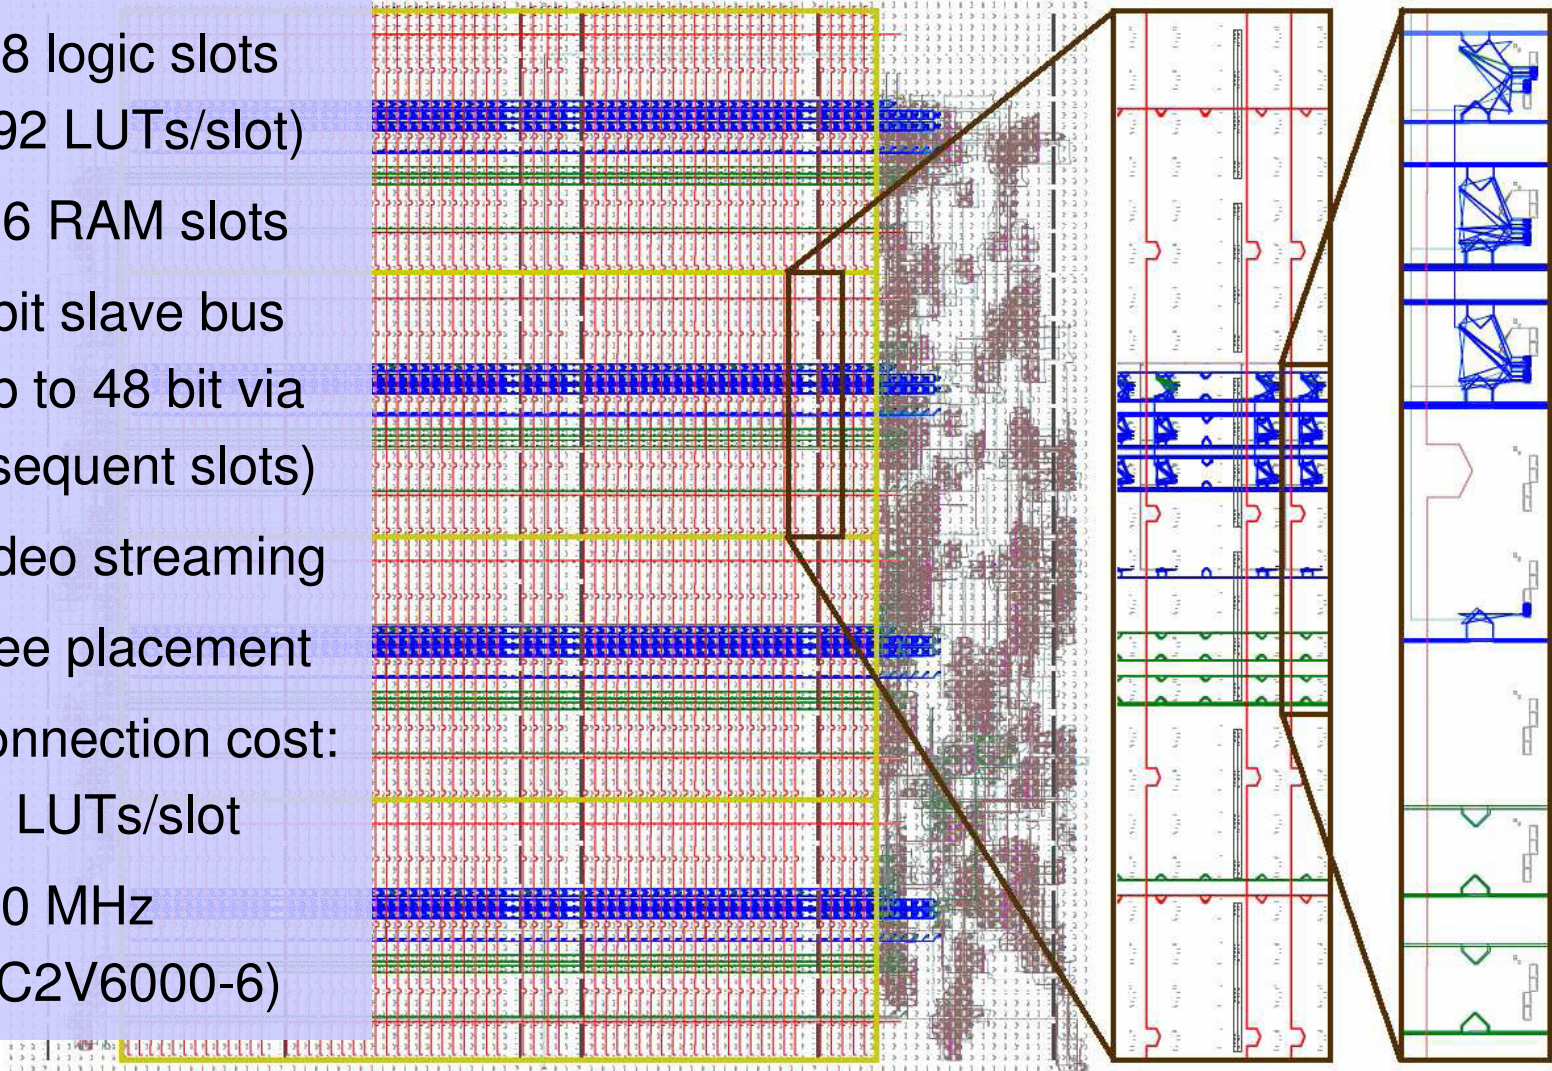 8 logic slots
92 LUTs/slot)
6 RAM slots
bit slave bus
p to 48 bit via
sequent slots)
deo streaming
ee placement
onnection cost:
LUTs/slot
0 MHz
C2V6000-6)